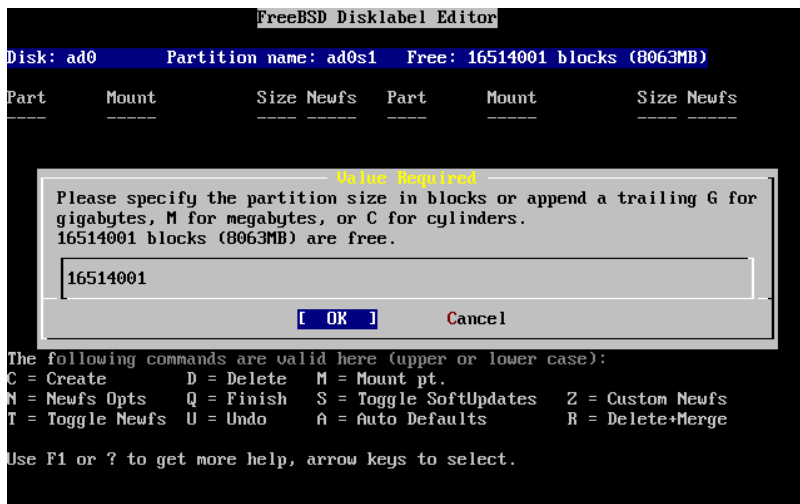 FreeBSD Disklabel Editor
Disk: ad0 Partition name: ad0s1 Free: 16514001 blocks (8063MB)
Part Mount Size Newfs Part Mount Size Newfs
---- ----- ---- ----- ---- ----- ---- -----
Value Required
Please specify the partition size in blocks or append a trailing G for
gigabytes, M for megabytes, or C for cylinders.
16514001 blocks (8063MB) are free.
16514001
[ OK ] Cancel
The following commands are valid here (upper or lower case):
C = Create D = Delete M = Mount pt.
N = Newfs Opts Q = Finish S = Toggle SoftUpdates Z = Custom Newfs
T = Toggle Newfs U = Undo A = Auto Defaults R = Delete+Merge
Use F1 or ? to get more help, arrow keys to select.